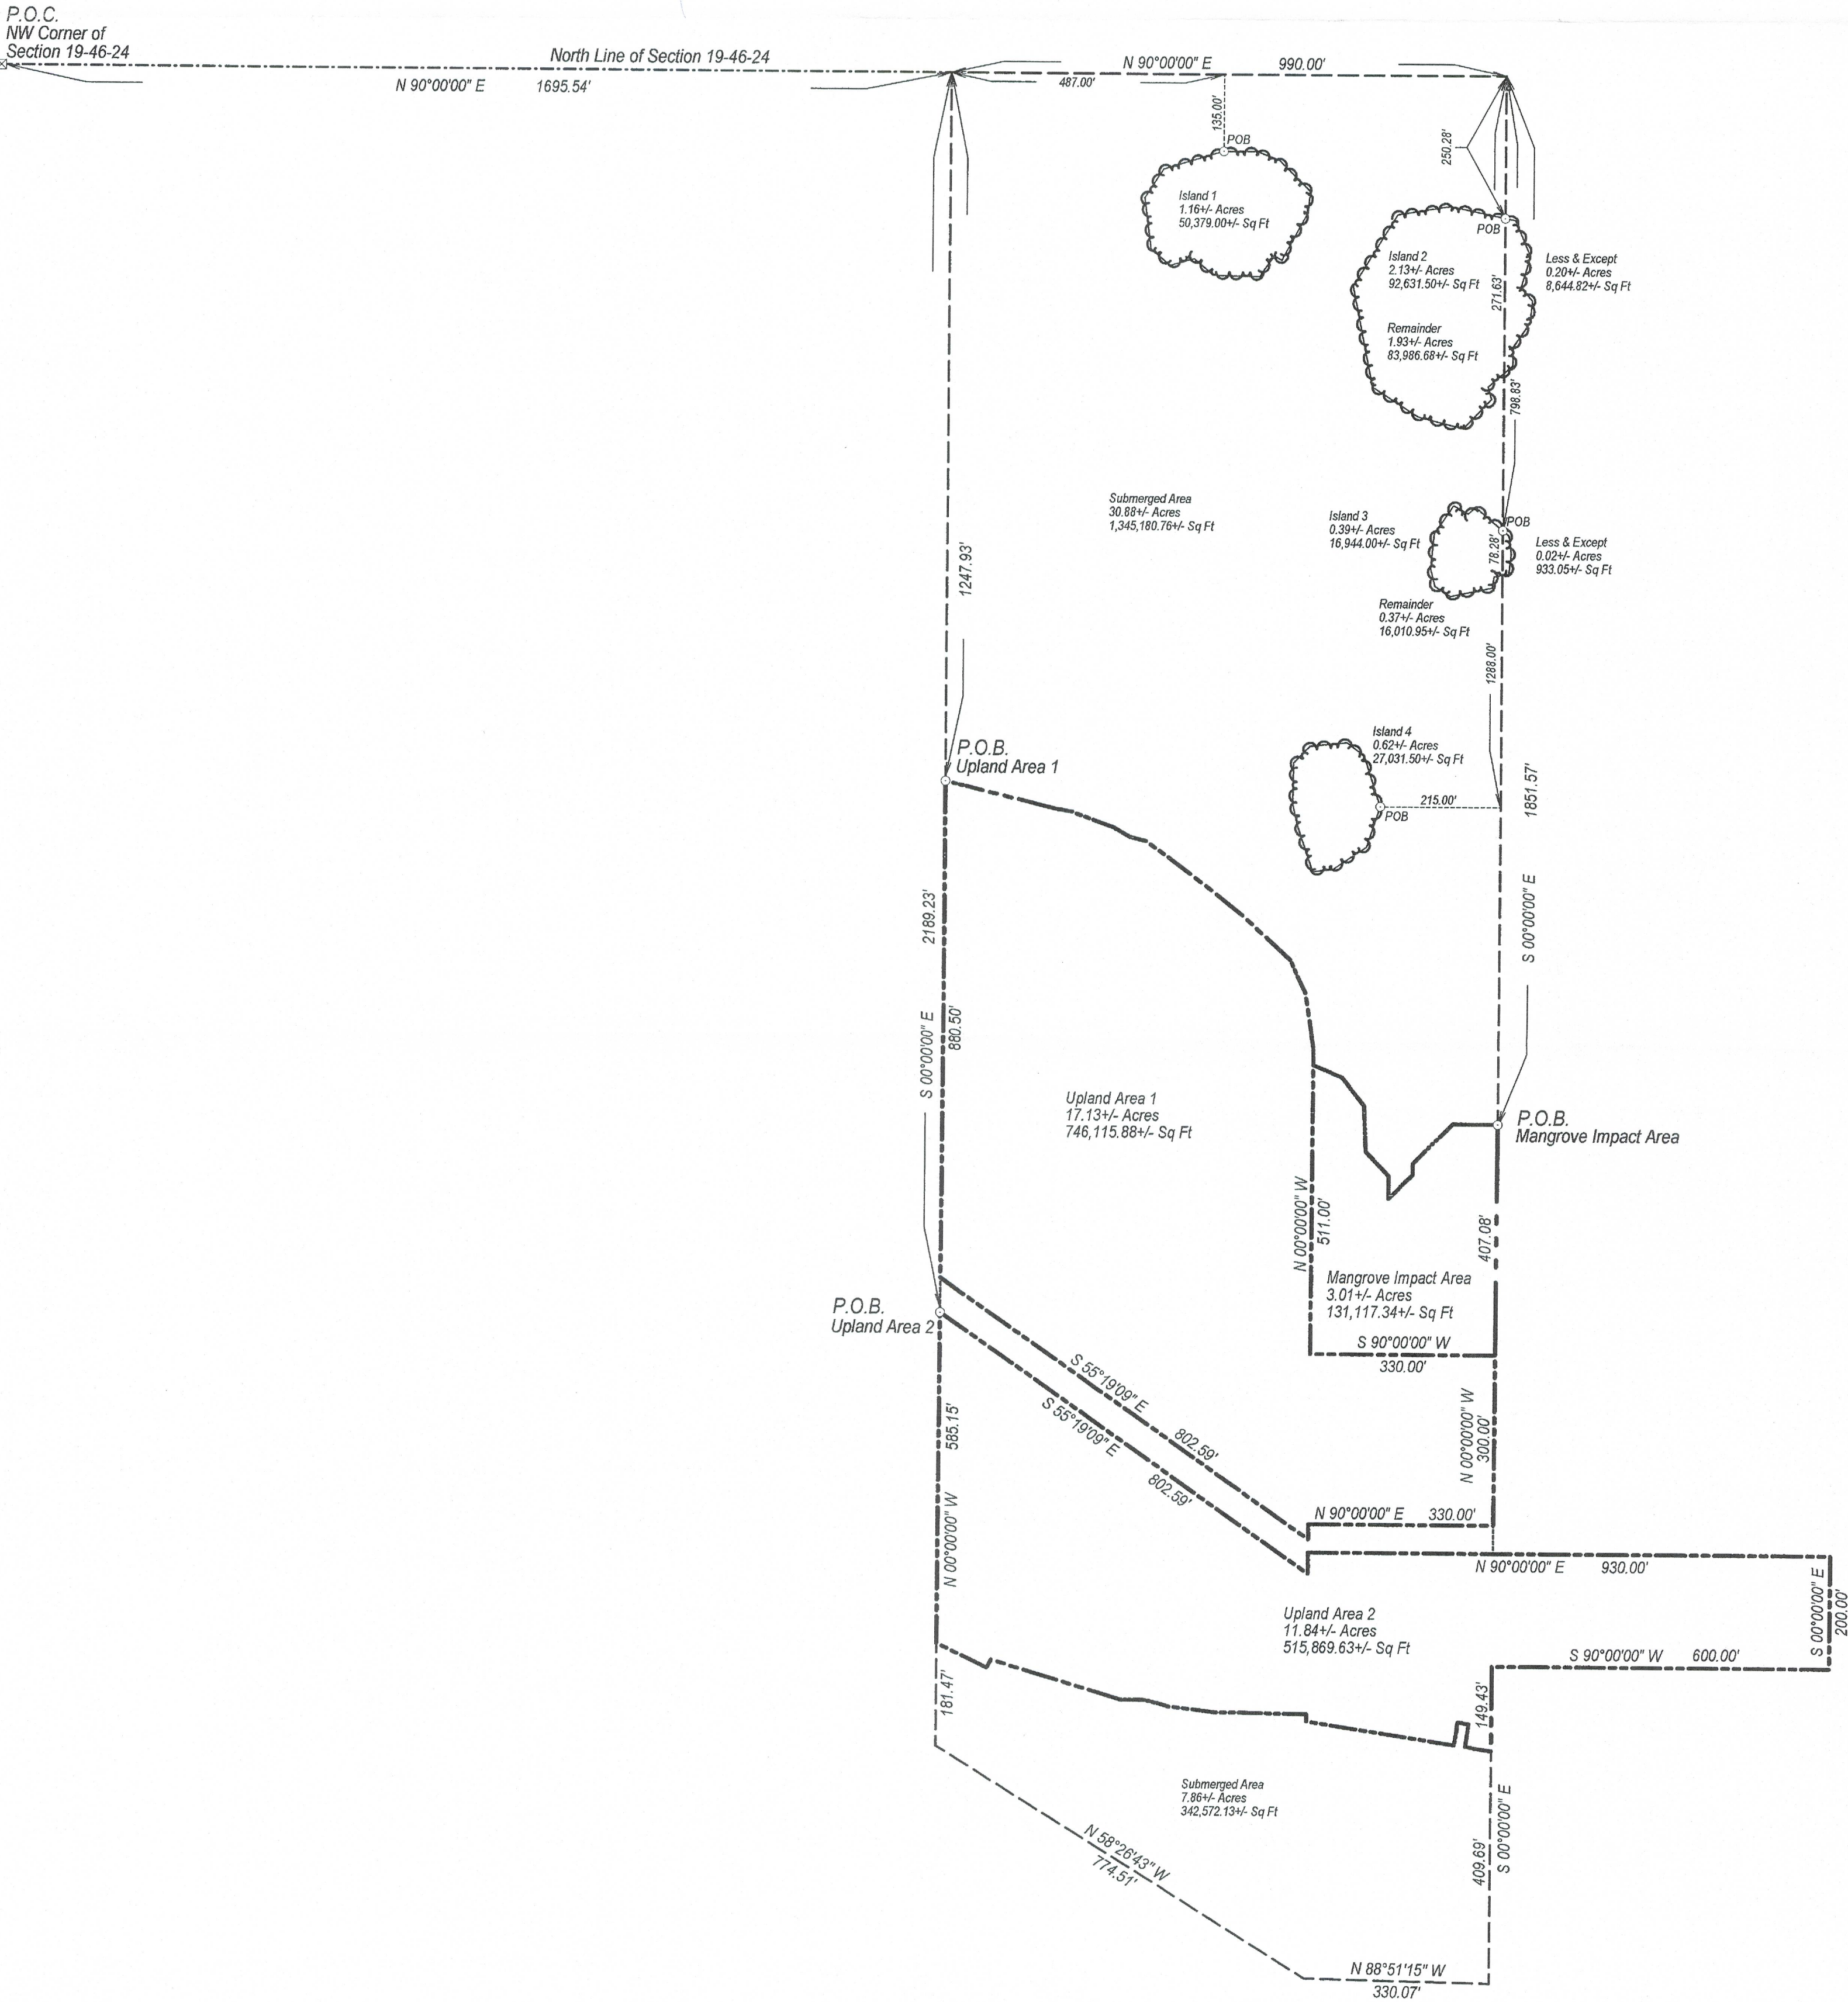 P.O.C.
NW Corner of
Section 19-46-24
North Line of Section 19-46-24
N 90°00'00" E 1695.54'
N 90°00'00" E 990.00'
487.00'
135.00'
POB
Island 1
1.16+/- Acres
50,379.00+/- Sq Ft
250.28'
POB
Island 2
2.13+/- Acres
92,631.50+/- Sq Ft
271.63'
Less & Except
0.20+/- Acres
8,644.82+/- Sq Ft
Remainder
1.93+/- Acres
83,986.68+/- Sq Ft
798.83'
Submerged Area
30.88+/- Acres
1,345,180.76+/- Sq Ft
Island 3
0.39+/- Acres
16,944.00+/- Sq Ft
POB
78.28'
Less & Except
0.02+/- Acres
933.05+/- Sq Ft
Remainder
0.37+/- Acres
16,010.95+/- Sq Ft
1247.93'
1288.00'
Island 4
0.62+/- Acres
27,031.50+/- Sq Ft
215.00'
POB
1851.57'
S 00°00'00" E
P.O.B.
Upland Area 1
2189.23'
S 00°00'00" E
880.50'
Upland Area 1
17.13+/- Acres
746,115.88+/- Sq Ft
P.O.B.
Mangrove Impact Area
N 00°00'00" W
511.00'
407.08'
Mangrove Impact Area
3.01+/- Acres
131,117.34+/- Sq Ft
P.O.B.
Upland Area 2
S 90°00'00" W
330.00'
S 55°19'09" E 802.59'
S 55°19'09" E 802.59'
585.15'
N 00°00'00" W
N 00°00'00" W
300.00'
N 90°00'00" E 330.00'
N 90°00'00" E 930.00'
S 00°00'00" E
200.00'
Upland Area 2
11.84+/- Acres
515,869.63+/- Sq Ft
S 90°00'00" W 600.00'
181.47'
149.43'
Submerged Area
7.86+/- Acres
342,572.13+/- Sq Ft
S 00°00'00" E
409.69'
N 58°26'43" W
774.51'
N 88°51'15" W
330.07'